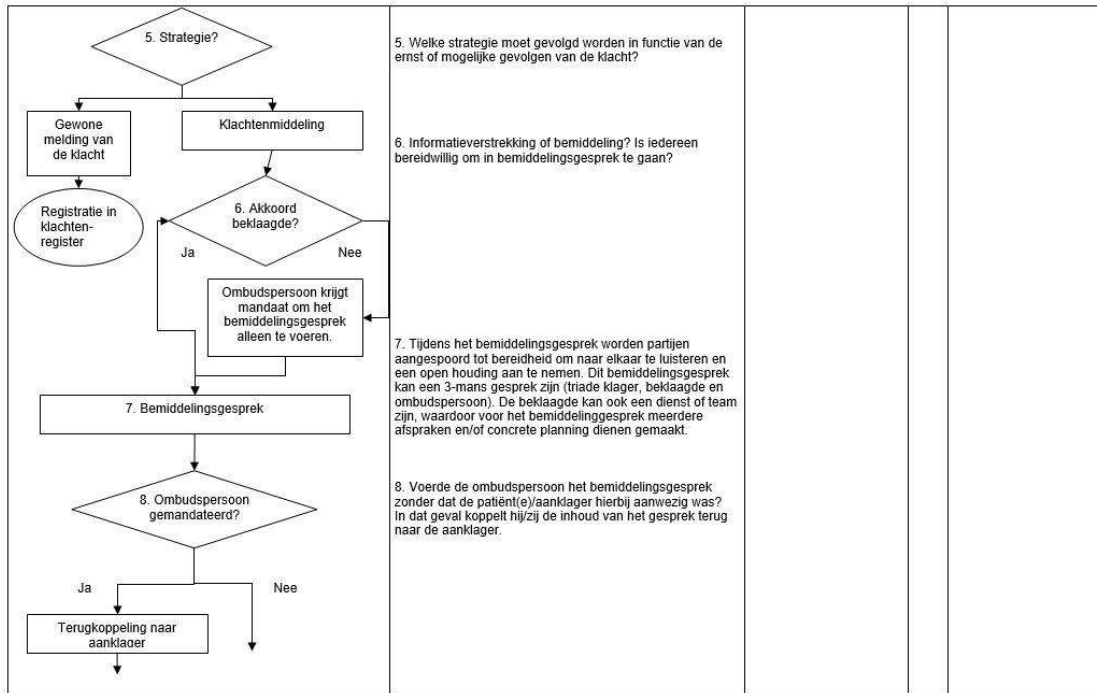 5. Strategie?
Gewone
melding van
de klacht
Klachtenmiddeling
Registratie in
klachten-
register
6. Akkoord
beklaagde?
Ja
Nee
Ombudspersoon krijgt
mandaat om het
bemiddelingsgesprek
alleen te voeren.
7. Bemiddelingsgesprek
8. Ombudspersoon
gemandateerd?
Ja
Nee
Terugkoppeling naar
aanklager
5. Welke strategie moet gevolgd worden in functie van de
ernst of mogelijke gevolgen van de klacht?
6. Informatieverstrekking of bemiddeling? Is iedereen
bereidwillig om in bemiddelingsgesprek te gaan?
7. Tijdens het bemiddelingsgesprek worden partijen
aangespoord tot bereidheid om naar elkaar te luisteren en
een open houding aan te nemen. Dit bemiddelingsgesprek
kan een 3-mans gesprek zijn (triade klager, beklaagde en
ombudspersoon). De beklaagde kan ook een dienst of team
zijn, waardoor voor het bemiddelinggesprek meerdere
afspraken en/of concrete planning dienen gemaakt.
8. Voerde de ombudspersoon het bemiddelingsgesprek
zonder dat de patiënt(e)/aanklager hierbij aanwezig was?
In dat geval koppelt hij/zij de inhoud van het gesprek terug
naar de aanklager.